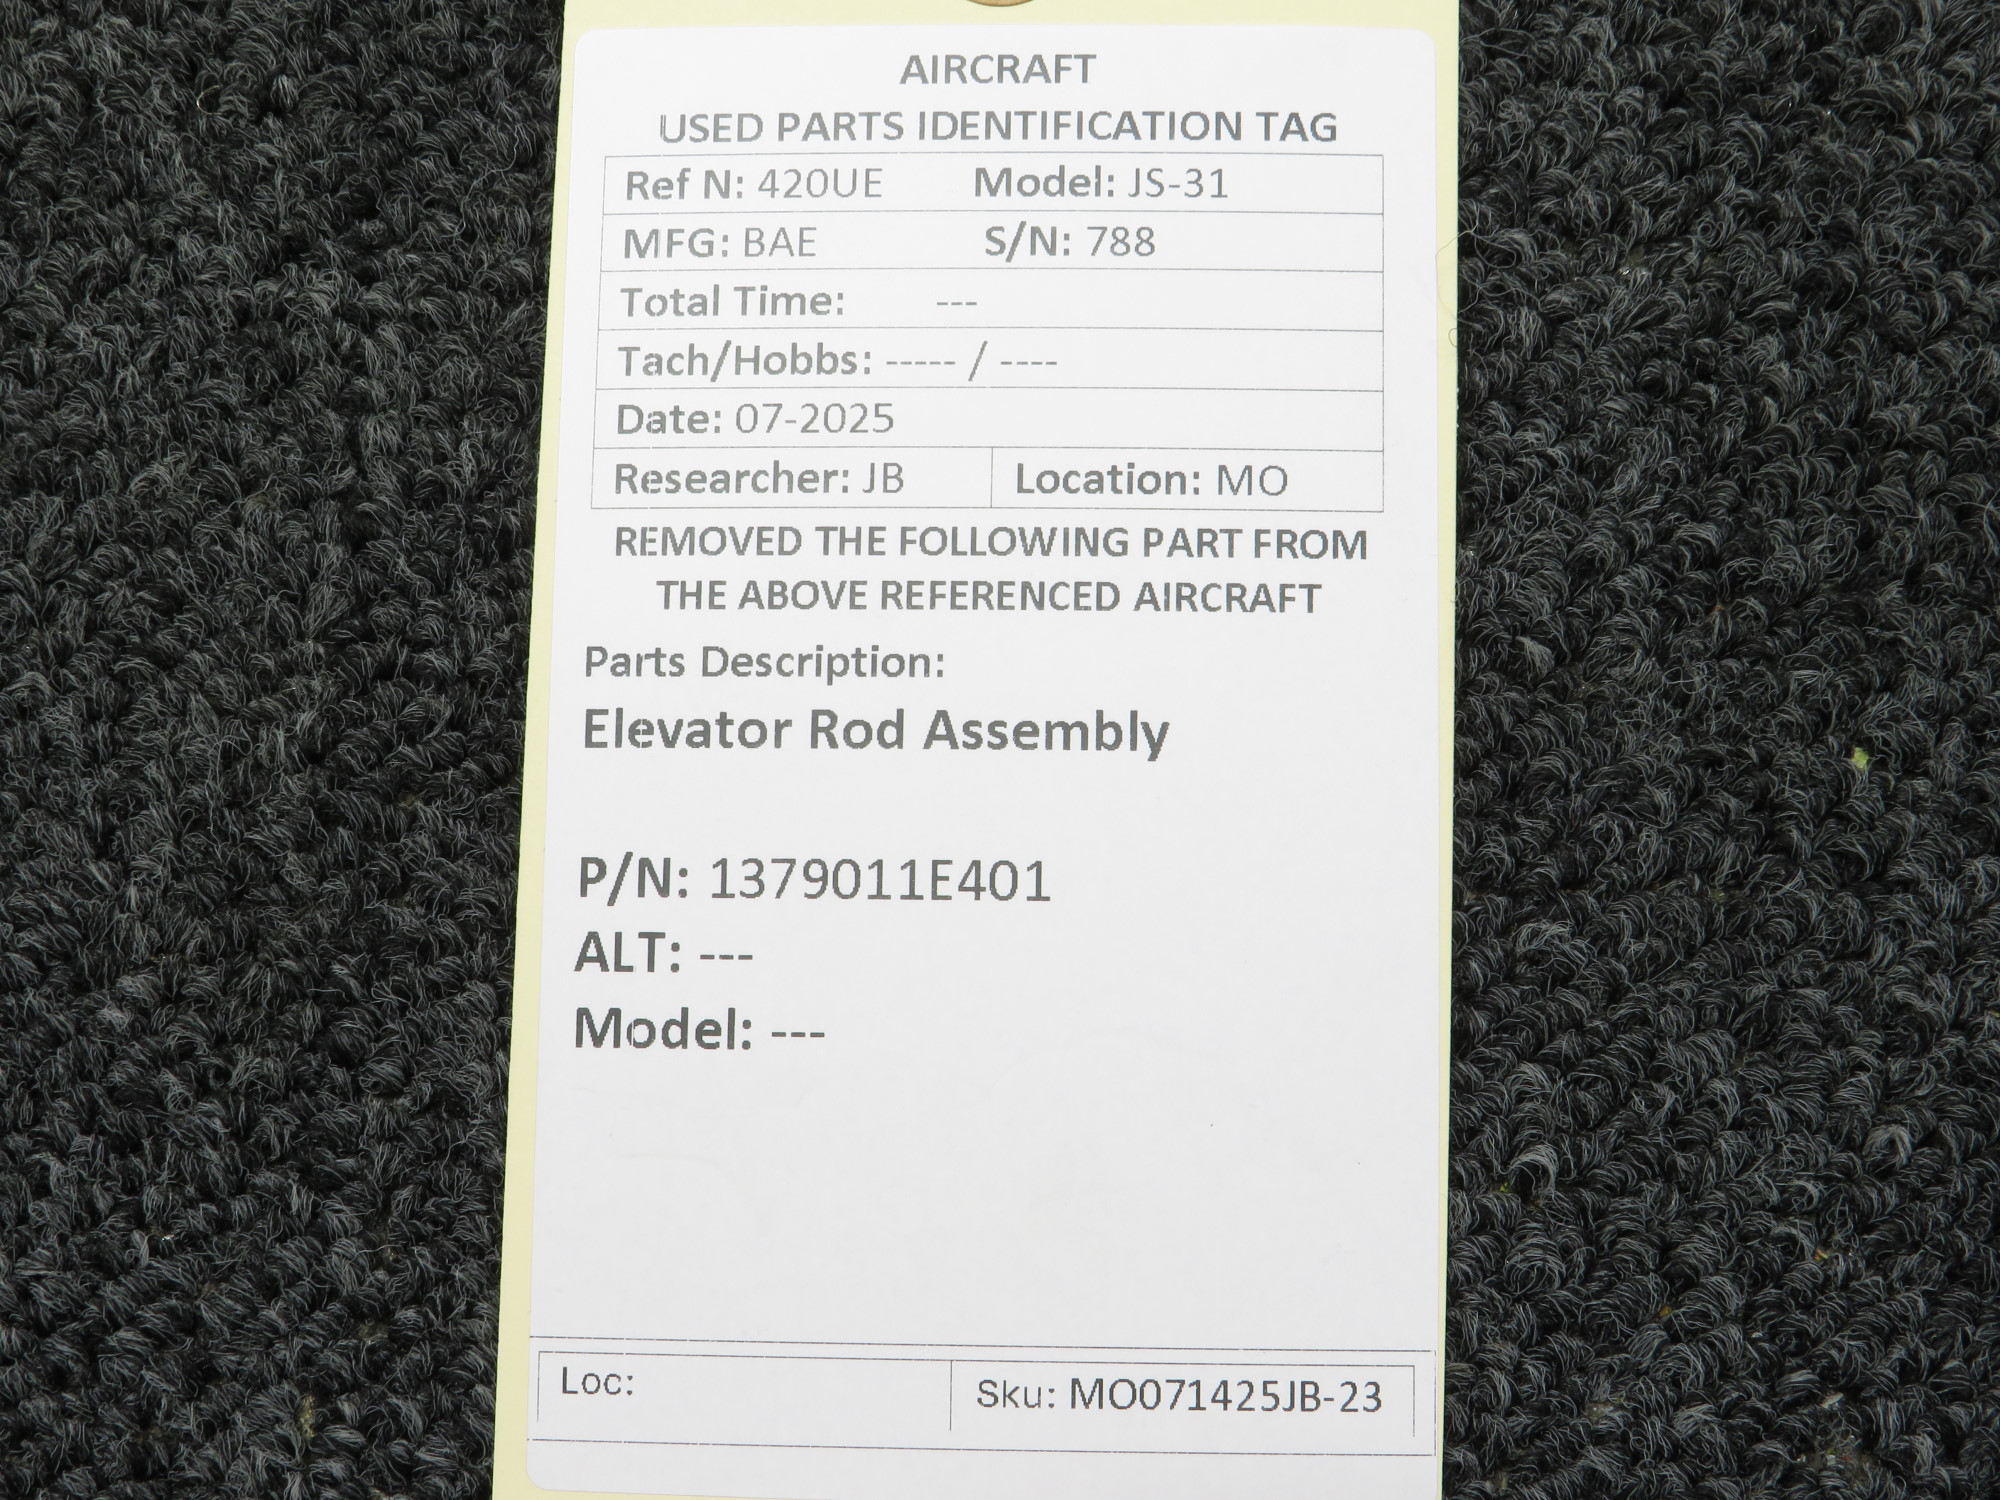 AIRCRAFT
USED PARTS IDENTIFICATION TAG
Ref N: 420UE Model: JS-31
MFG: BAE S/N: 788
Total Time: ---
Tach/Hobbs: ----- / ----
Date: 07-2025
Researcher: JB Location: MO
REMOVED THE FOLLOWING PART FROM
THE ABOVE REFERENCED AIRCRAFT
Parts Description:
Elevator Rod Assembly
P/N: 1379011E401
ALT: ---
Model: ---
Loc: Sku: MO071425JB-23